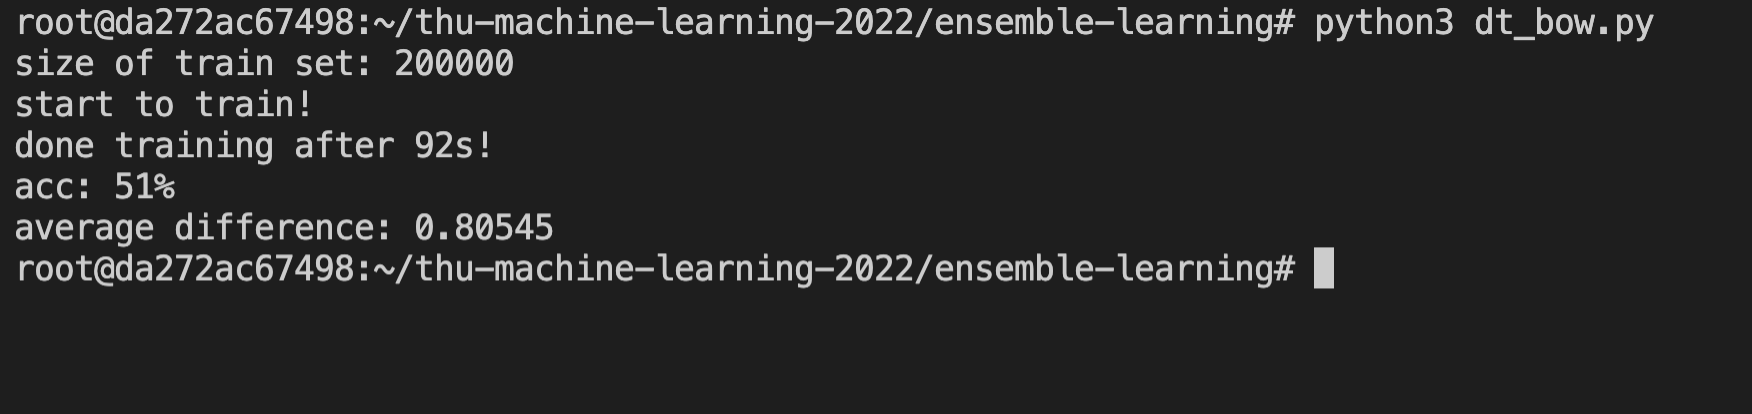 root@da272ac67498:~/thu-machine-learning-2022/ensemble-learning# python3 dt_bow.py
size of train set: 200000
start to train!
done training after 92s!
acc: 51%
average difference: 0.80545
root@da272ac67498:~/thu-machine-learning-2022/ensemble-learning#